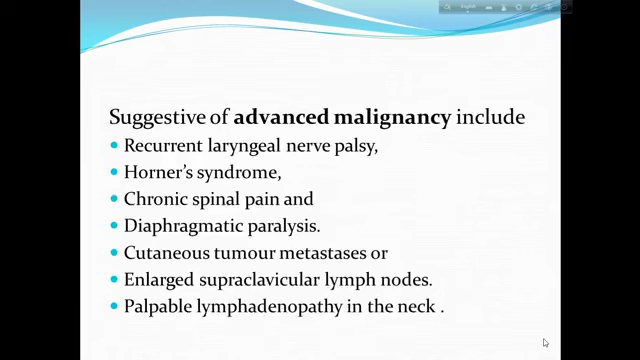 English
Suggestive of advanced malignancy include
Recurrent laryngeal nerve palsy,
Horner's syndrome,
Chronic spinal pain and
Diaphragmatic paralysis.
Cutaneous tumour metastases or
Enlarged supraclavicular lymph nodes.
Palpable lymphadenopathy in the neck .